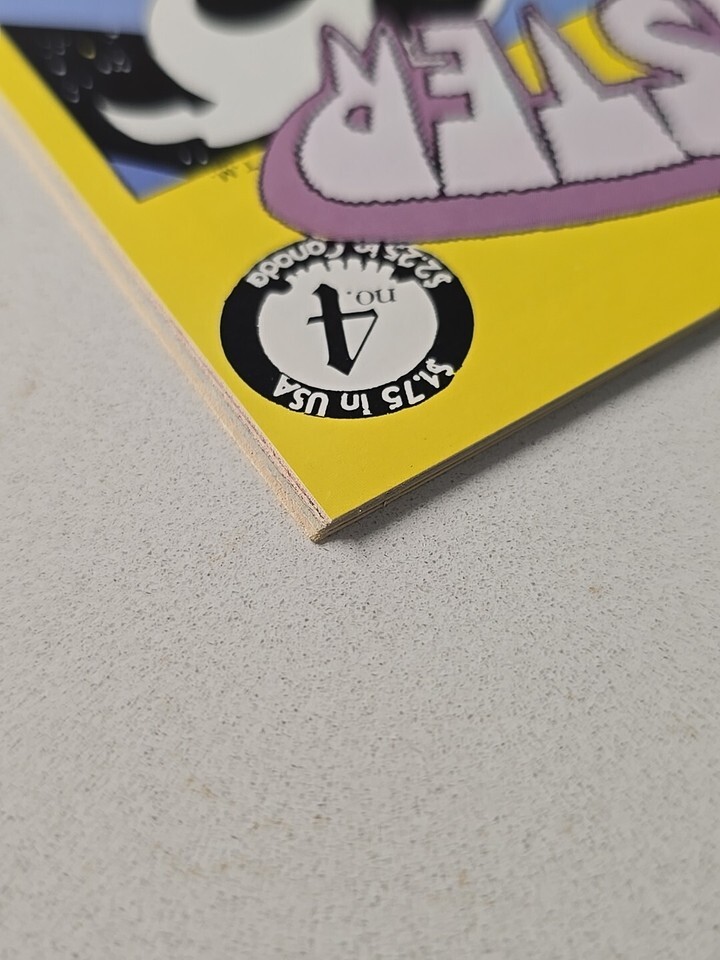 $1.75 in USA
no. 4
$2.25 in Canada
STER
T.M.